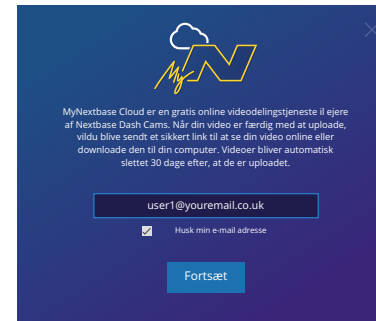 My N
MyNextbase Cloud er en gratis online videodelingstjeneste il ejere
af Nextbase Dash Cams. Når din video er færdig med at uploade,
vildu blive sendt et sikkert link til at se din video online eller
downloade den til din computer. Videoer bliver automatisk
slettet 30 dage efter, at de er uploadet.
user1@youremail.co.uk
Husk min e-mail adresse
Fortsæt